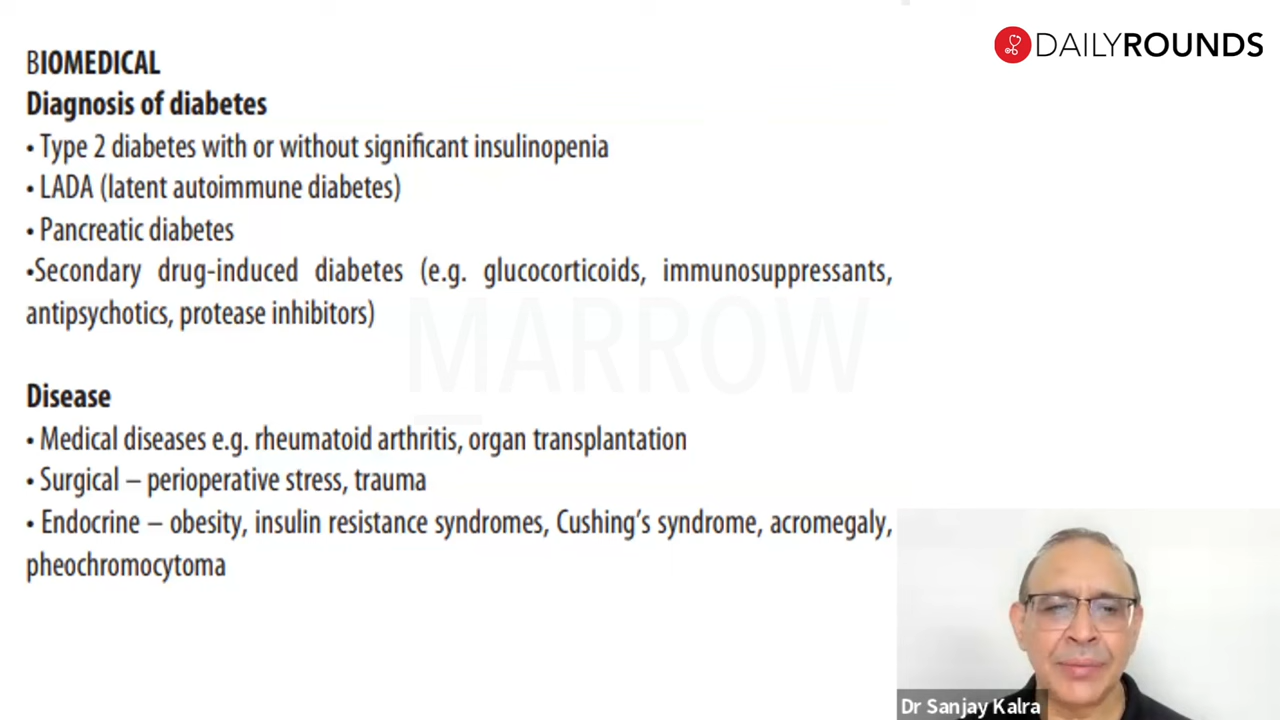 DAILYROUNDS
BIOMEDICAL
Diagnosis of diabetes
• Type 2 diabetes with or without significant insulinopenia
• LADA (latent autoimmune diabetes)
• Pancreatic diabetes
•Secondary drug-induced diabetes (e.g. glucocorticoids, immunosuppressants,
antipsychotics, protease inhibitors)
MARROW
Disease
• Medical diseases e.g. rheumatoid arthritis, organ transplantation
• Surgical – perioperative stress, trauma
• Endocrine – obesity, insulin resistance syndromes, Cushing’s syndrome, acromegaly,
pheochromocytoma
Dr Sanjay Kalra